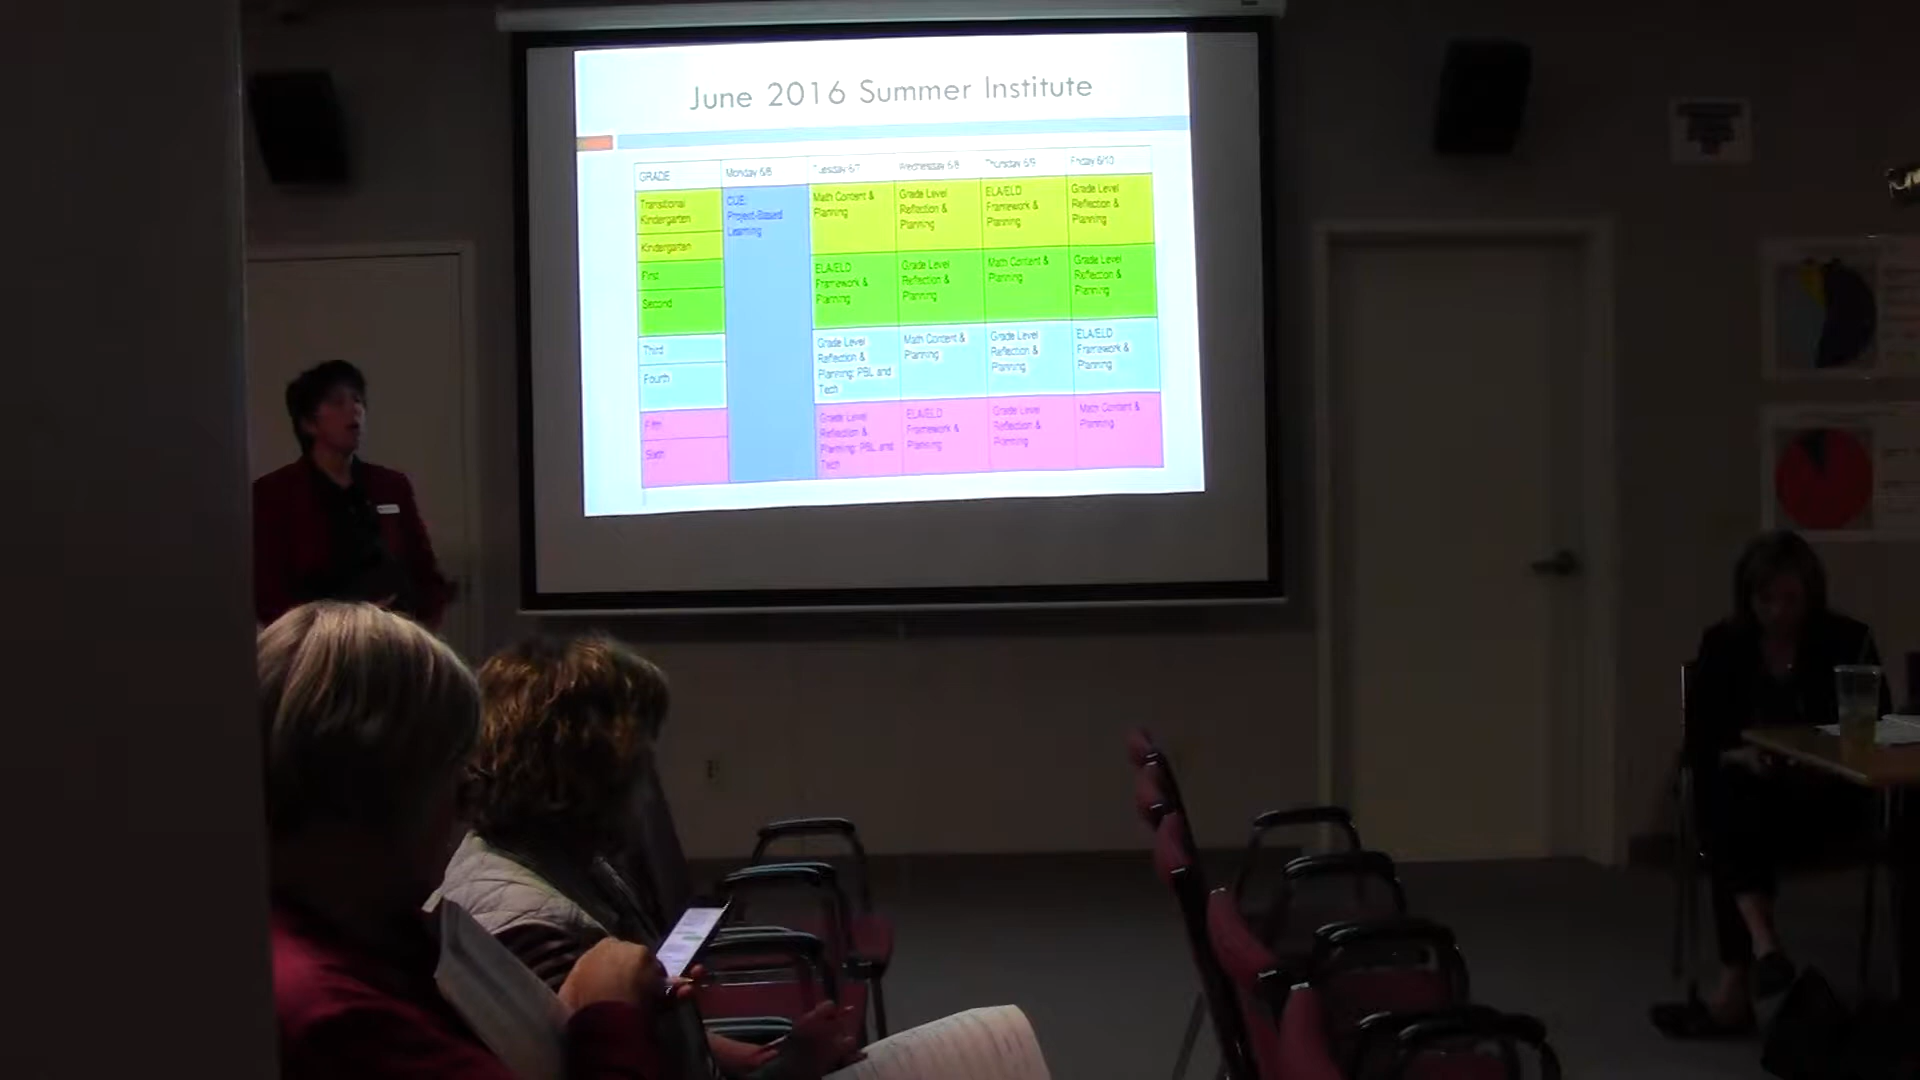 June 2016 Summer Institute
GRADE
Monday 6/6
Tuesday 6/7
Wednesday 6/8
Thursday 6/9
Friday 6/10
Transitional
Kindergarten
Kindergarten
CUE:
Project-Based
Learning
Math Content &
Planning
Grade Level
Reflection &
Planning
ELA/ELD
Framework &
Planning
Grade Level
Reflection &
Planning
First
Second
ELA/ELD
Framework &
Planning
Grade Level
Reflection &
Planning
Math Content &
Planning
Grade Level
Reflection &
Planning
Third
Fourth
Grade Level
Reflection &
Planning: PBL and
Tech
Math Content &
Planning
Grade Level
Reflection &
Planning
ELA/ELD
Framework &
Planning
Fifth
Sixth
Grade Level
Reflection &
Planning: PBL and
Tech
ELA/ELD
Framework &
Planning
Grade Level
Reflection &
Planning
Math Content &
Planning